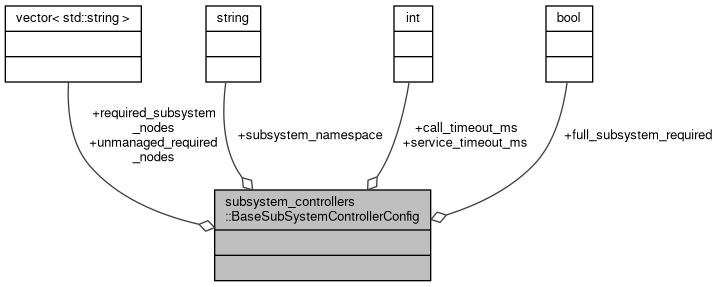 vector< std::string >
string
int
bool
+required_subsystem
_nodes
+unmanaged_required
_nodes
+subsystem_namespace
+call_timeout_ms
+service_timeout_ms
+full_subsystem_required
subsystem_controllers
::BaseSubSystemControllerConfig